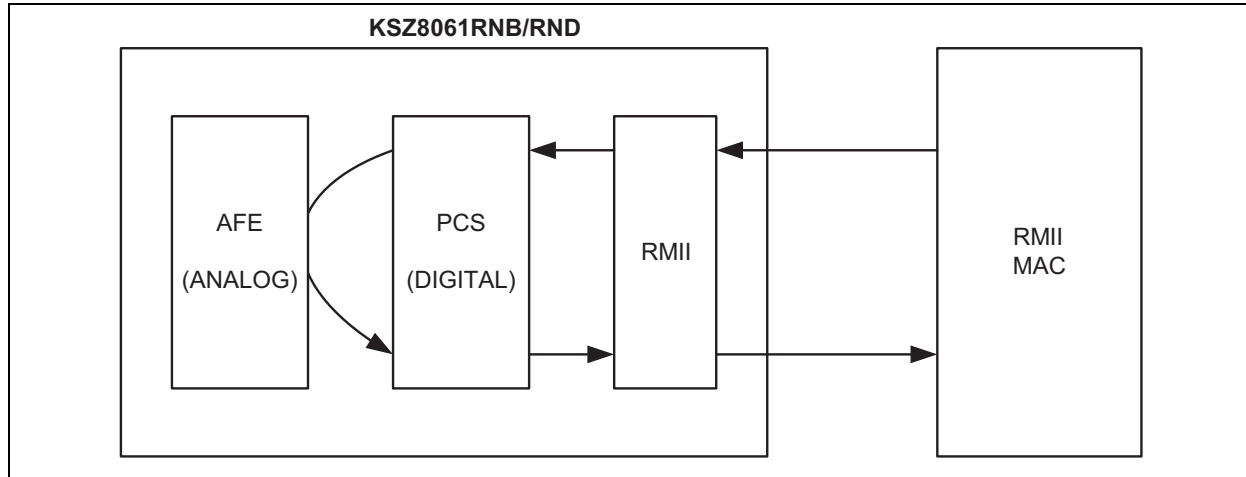 KSZ8061RNB/RND
AFE
(ANALOG)
PCS
(DIGITAL)
RMII
RMII
MAC